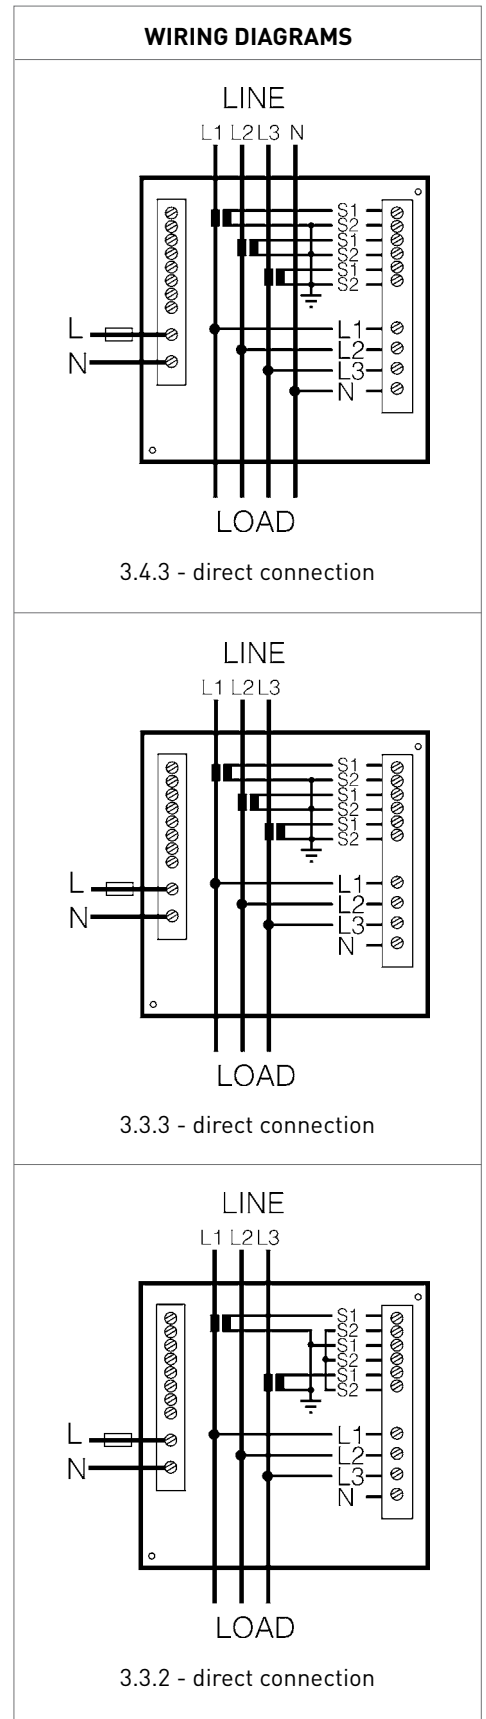 WIRING DIAGRAMS
LINE
L1 L2 L3 N
S1
S2
S1
S2
S1
S2
L L1
L2
N L3
N
LOAD
3.4.3 - direct connection
LINE
L1 L2 L3
S1
S2
S1
S2
S1
S2
L L1
L2
N L3
N
LOAD
3.3.3 - direct connection
LINE
L1 L2 L3
S1
S2
S1
S2
S1
S2
L L1
L2
N L3
N
LOAD
3.3.2 - direct connection